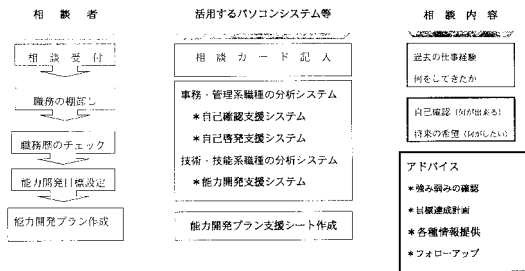 相談者
相談受付
職務の棚卸し
職務歴のチェック
能力開発目標設定
能力開発プラン作成
活用するパソコンシステム等
相談カード記入
事務・管理系職種の分析システム
＊自己確認支援システム
＊自己啓発支援システム
技術・技能系職種の分析システム
＊能力開発支援システム
能力開発プラン支援シート作成
相談内容
過去の仕事経験
何をしてきたか
自己確認（何が出来る）
将来の希望（何がしたい）
アドバイス
＊強み弱みの確認
＊目標達成計画
＊各種情報提供
＊フォローアップ